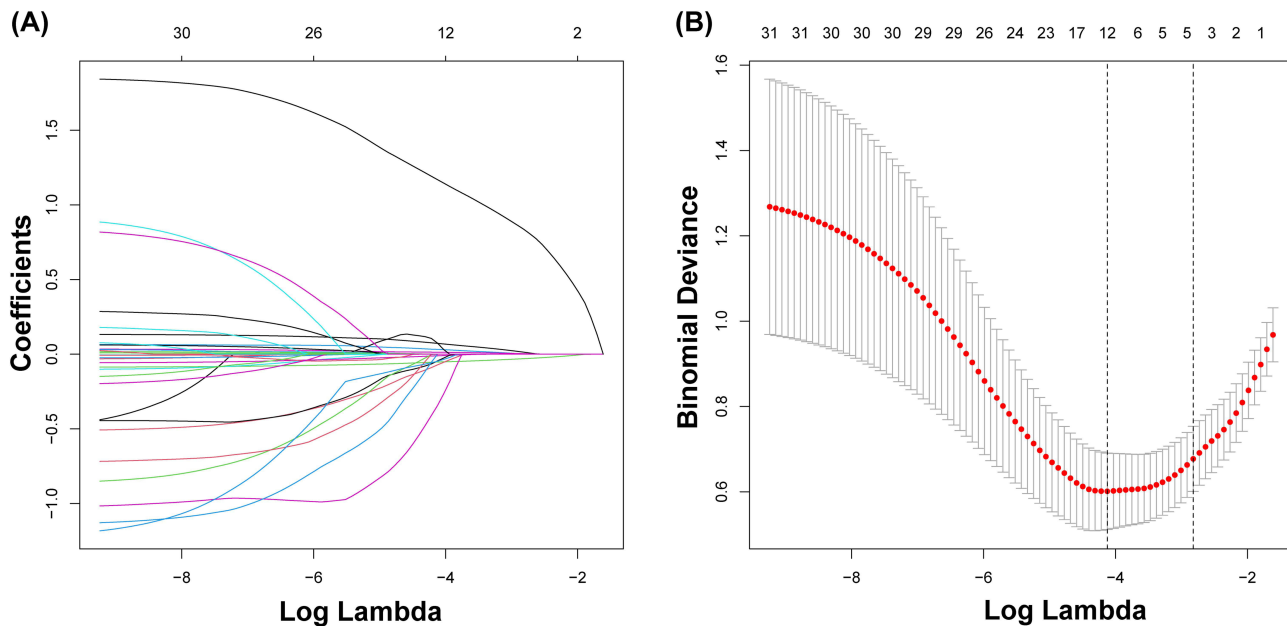 (A)
30 26 12 2
Coefficients
1.5
1.0
0.5
0.0
−0.5
−1.0
−8 −6 −4 −2
Log Lambda
(B)
31 31 30 30 30 29 29 26 24 23 17 12 6 5 5 3 2 1
Binomial Deviance
1.6
1.4
1.2
1.0
0.8
0.6
−8 −6 −4 −2
Log Lambda